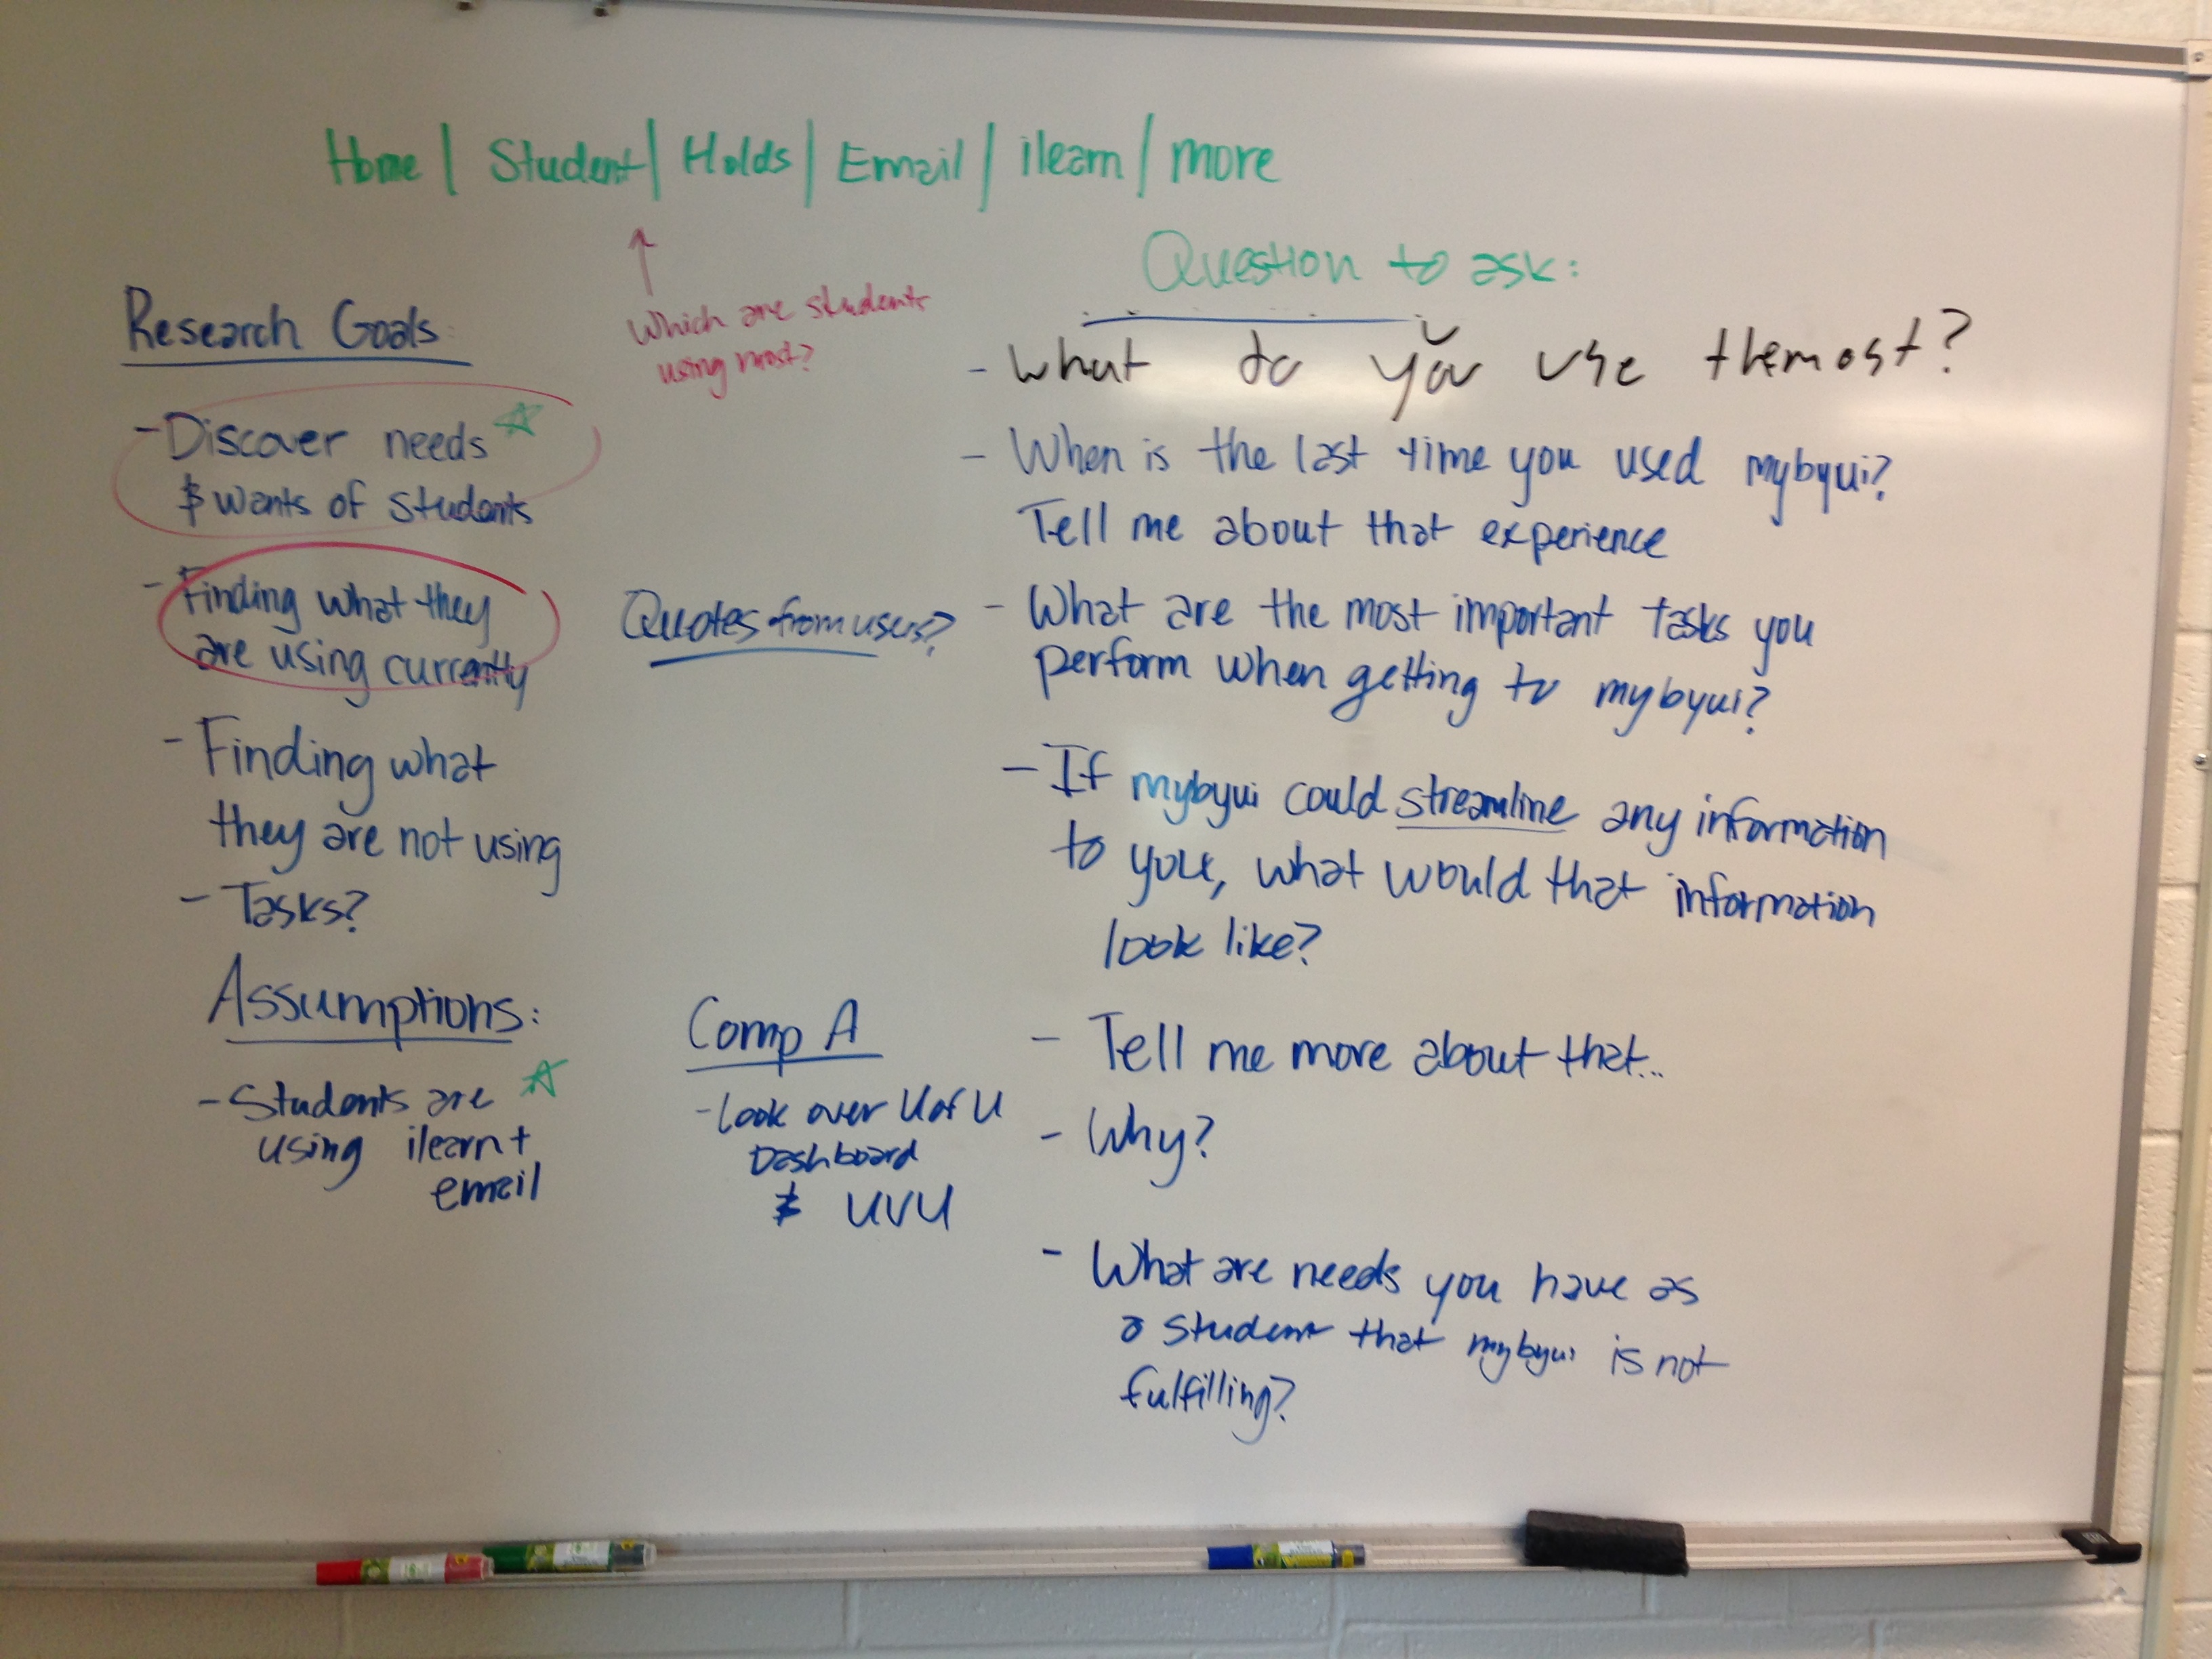 Home | Student | Holds | Email | ilearn | more
Which are students
using most?
Research Goals:
- Discover needs
& wants of students
- Finding what they
are using currently
- Finding what
they are not using
- Tasks?
Assumptions:
- Students are
using ilearn +
email
Quotes from users?
Comp A
- Look over U of U
Dashboard
& UVU
Question to ask:
- what do you use the most?
- When is the last time you used mybyui?
Tell me about that experience
- What are the most important tasks you
perform when getting to mybyui?
- If mybyui could streamline any information
to you, what would that information
look like?
- Tell me more about that...
- Why?
- What are needs you have as
a student that mybyui is not
fulfilling?